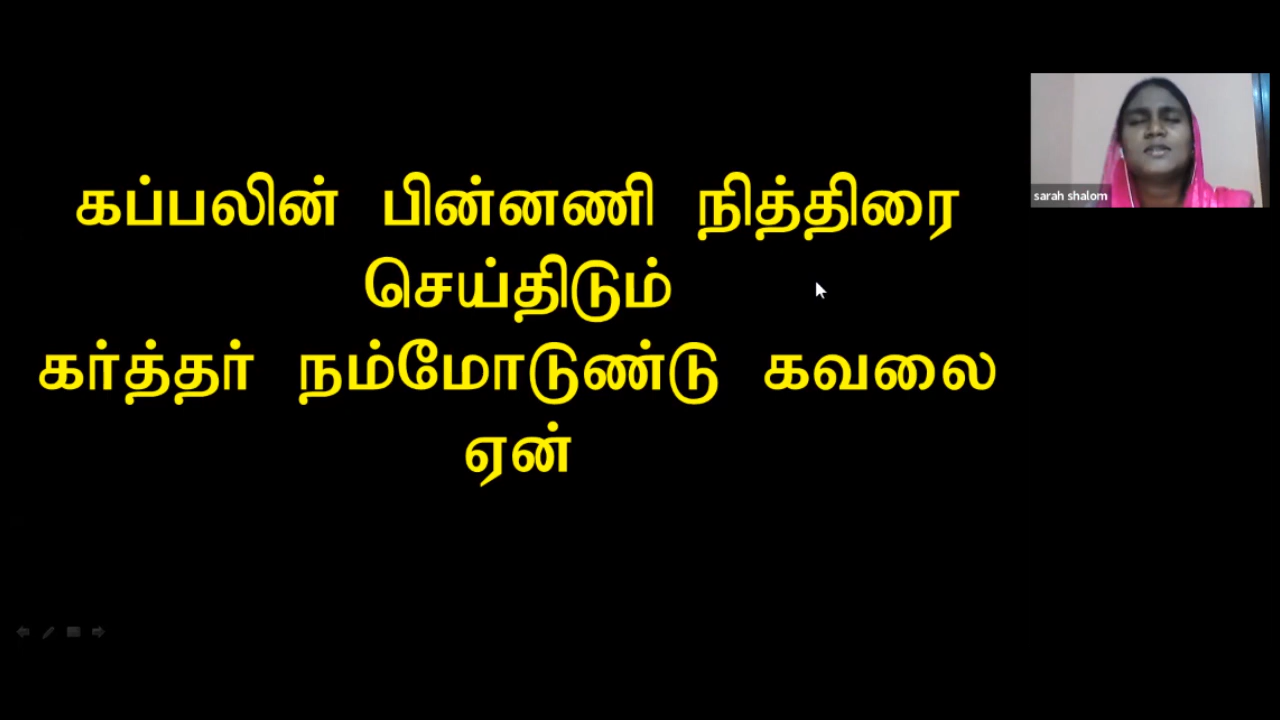 கப்பலின் பின்னணி நித்திரை
செய்திடும்
கர்த்தர் நம்மோடுண்டு கவலை
ஏன்
sarah shalom